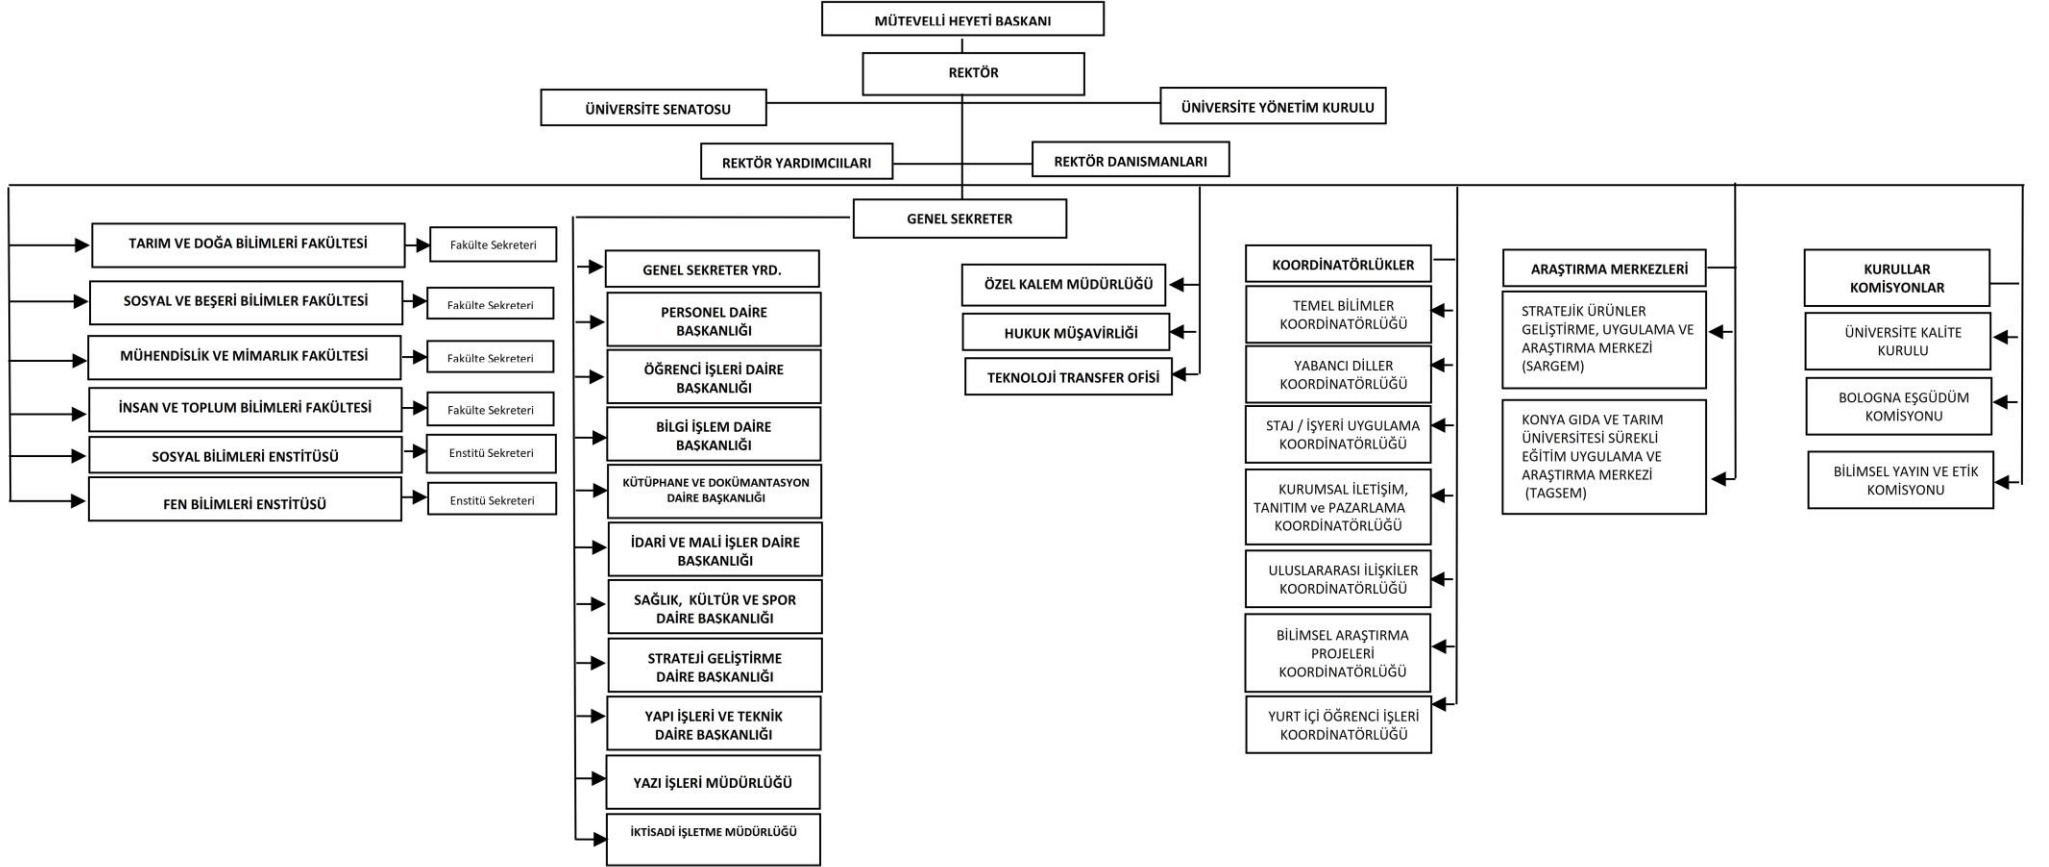 MÜTEVELLİ HEYETİ BASKANI
REKTÖR
ÜNİVERSİTE SENATOSU
ÜNİVERSİTE YÖNETİM KURULU
REKTÖR YARDIMCIILARI
REKTÖR DANISMANLARI
GENEL SEKRETER
TARIM VE DOĞA BİLİMLERİ FAKÜLTESİ
Fakülte Sekreteri
SOSYAL VE BEŞERİ BİLİMLER FAKÜLTESİ
Fakülte Sekreteri
MÜHENDİSLİK VE MİMARLIK FAKÜLTESİ
Fakülte Sekreteri
İNSAN VE TOPLUM BİLİMLERİ FAKÜLTESİ
Fakülte Sekreteri
SOSYAL BİLİMLERİ ENSTİTÜSÜ
Enstitü Sekreteri
FEN BİLİMLERİ ENSTİTÜSÜ
Enstitü Sekreteri
GENEL SEKRETER YRD.
PERSONEL DAİRE
BAŞKANLIĞI
ÖĞRENCİ İŞLERİ DAİRE
BAŞKANLIĞI
BİLGİ İŞLEM DAİRE
BAŞKANLIĞI
KÜTÜPHANE VE DOKÜMANTASYON
DAİRE BAŞKANLIĞI
İDARİ VE MALİ İŞLER DAİRE
BAŞKANLIĞI
SAĞLIK, KÜLTÜR VE SPOR
DAİRE BAŞKANLIĞI
STRATEJİ GELİŞTİRME
DAİRE BAŞKANLIĞI
YAPI İŞLERİ VE TEKNİK
DAİRE BAŞKANLIĞI
YAZI İŞLERİ MÜDÜRLÜĞÜ
İKTİSADİ İŞLETME MÜDÜRLÜĞÜ
ÖZEL KALEM MÜDÜRLÜĞÜ
HUKUK MÜŞAVİRLİĞİ
TEKNOLOJİ TRANSFER OFİSİ
KOORDİNATÖRLÜKLER
TEMEL BİLİMLER
KOORDİNATÖRLÜĞÜ
YABANCI DİLLER
KOORDİNATÖRLÜĞÜ
STAJ / İŞYERİ UYGULAMA
KOORDİNATÖRLÜĞÜ
KURUMSAL İLETİŞİM,
TANITIM ve PAZARLAMA
KOORDİNATÖRLÜĞÜ
ULUSLARARASI İLİŞKİLER
KOORDİNATÖRLÜĞÜ
BİLİMSEL ARAŞTIRMA
PROJELERİ
KOORDİNATÖRLÜĞÜ
YURT İÇİ ÖĞRENCİ İŞLERİ
KOORDİNATÖRLÜĞÜ
ARAŞTIRMA MERKEZLERİ
STRATEJİK ÜRÜNLER
GELİŞTİRME, UYGULAMA VE
ARAŞTIRMA MERKEZİ
(SARGEM)
KONYA GIDA VE TARIM
ÜNİVERSİTESİ SÜREKLİ
EĞİTİM UYGULAMA VE
ARAŞTIRMA MERKEZİ
(TAGSEM)
KURULLAR
KOMİSYONLAR
ÜNİVERSİTE KALİTE
KURULU
BOLOGNA EŞGÜDÜM
KOMİSYONU
BİLİMSEL YAYIN VE ETİK
KOMİSYONU